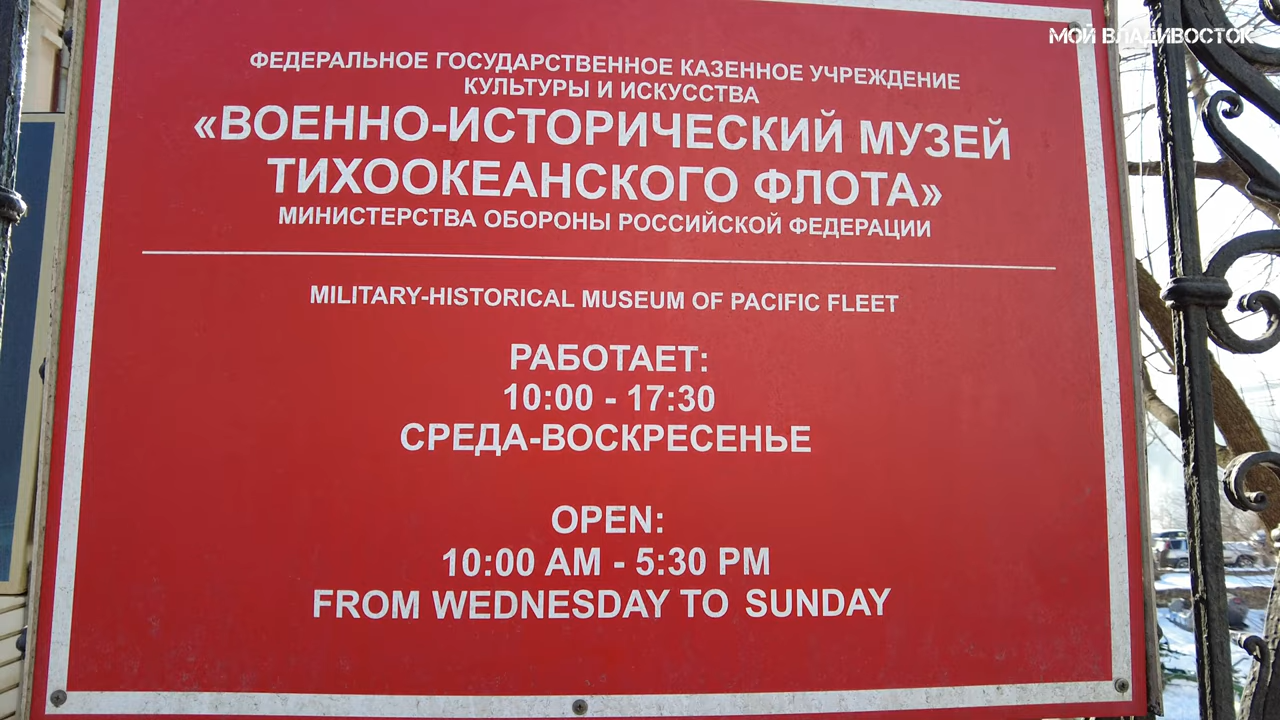 МОЙ ВЛАДИВОСТОК
ФЕДЕРАЛЬНОЕ ГОСУДАРСТВЕННОЕ КАЗЕННОЕ УЧРЕЖДЕНИЕ
КУЛЬТУРЫ И ИСКУССТВА
«ВОЕННО-ИСТОРИЧЕСКИЙ МУЗЕЙ
ТИХООКЕАНСКОГО ФЛОТА»
МИНИСТЕРСТВА ОБОРОНЫ РОССИЙСКОЙ ФЕДЕРАЦИИ
MILITARY-HISTORICAL MUSEUM OF PACIFIC FLEET
РАБОТАЕТ:
10:00 - 17:30
СРЕДА-ВОСКРЕСЕНЬЕ
OPEN:
10:00 AM - 5:30 PM
FROM WEDNESDAY TO SUNDAY